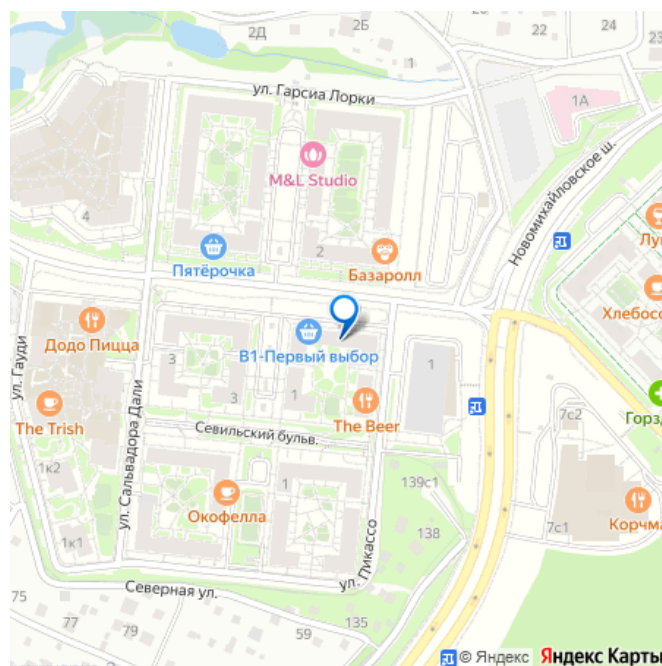 2Д
2Б
24
22
24
23
1
ул. Гарсиа Лорки
1А
Новомихайловское ш.
M&L Studio
4
2
Пятёрочка
Базаролл
Хлебосо
Додо Пицца
В1-Первый выбор
3
1
ул. Гауди
3
1
The Trish
The Beer
Горзд
ул. Сальвадора Дали
Севильский бульв.
7с2
1к2
1
139с1
Окофелла
Корчма
7с1
138
1к1
ул. Пикассо
75
Северная ул.
77
79
135
59
© Яндекс Яндекс Карты